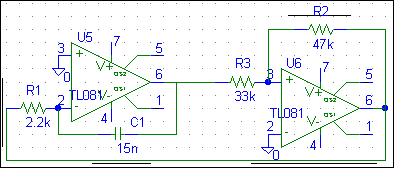 R2
47k
U5
7
3
+
V+
OS2
5
0
6
OS1
TL081
V-
2
-
1
4
R1
2.2k
C1
15n
R3
33k
U6
7
3
+
V+
OS2
5
6
OS1
TL081
V-
2
-
1
4
0